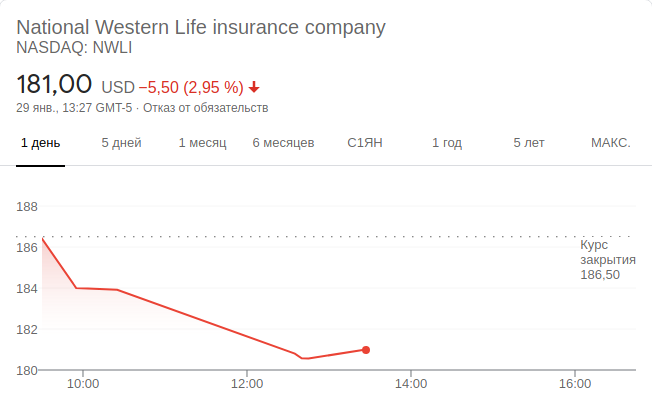 National Western Life insurance company
NASDAQ: NWLI
181,00 USD −5,50 (2,95 %)
29 янв., 13:27 GMT-5 · Отказ от обязательств
1 день 5 дней 1 месяц 6 месяцев С1ЯН 1 год 5 лет МАКС.
188
186
184
182
180
Курс
закрытия
186,50
10:00 12:00 14:00 16:00